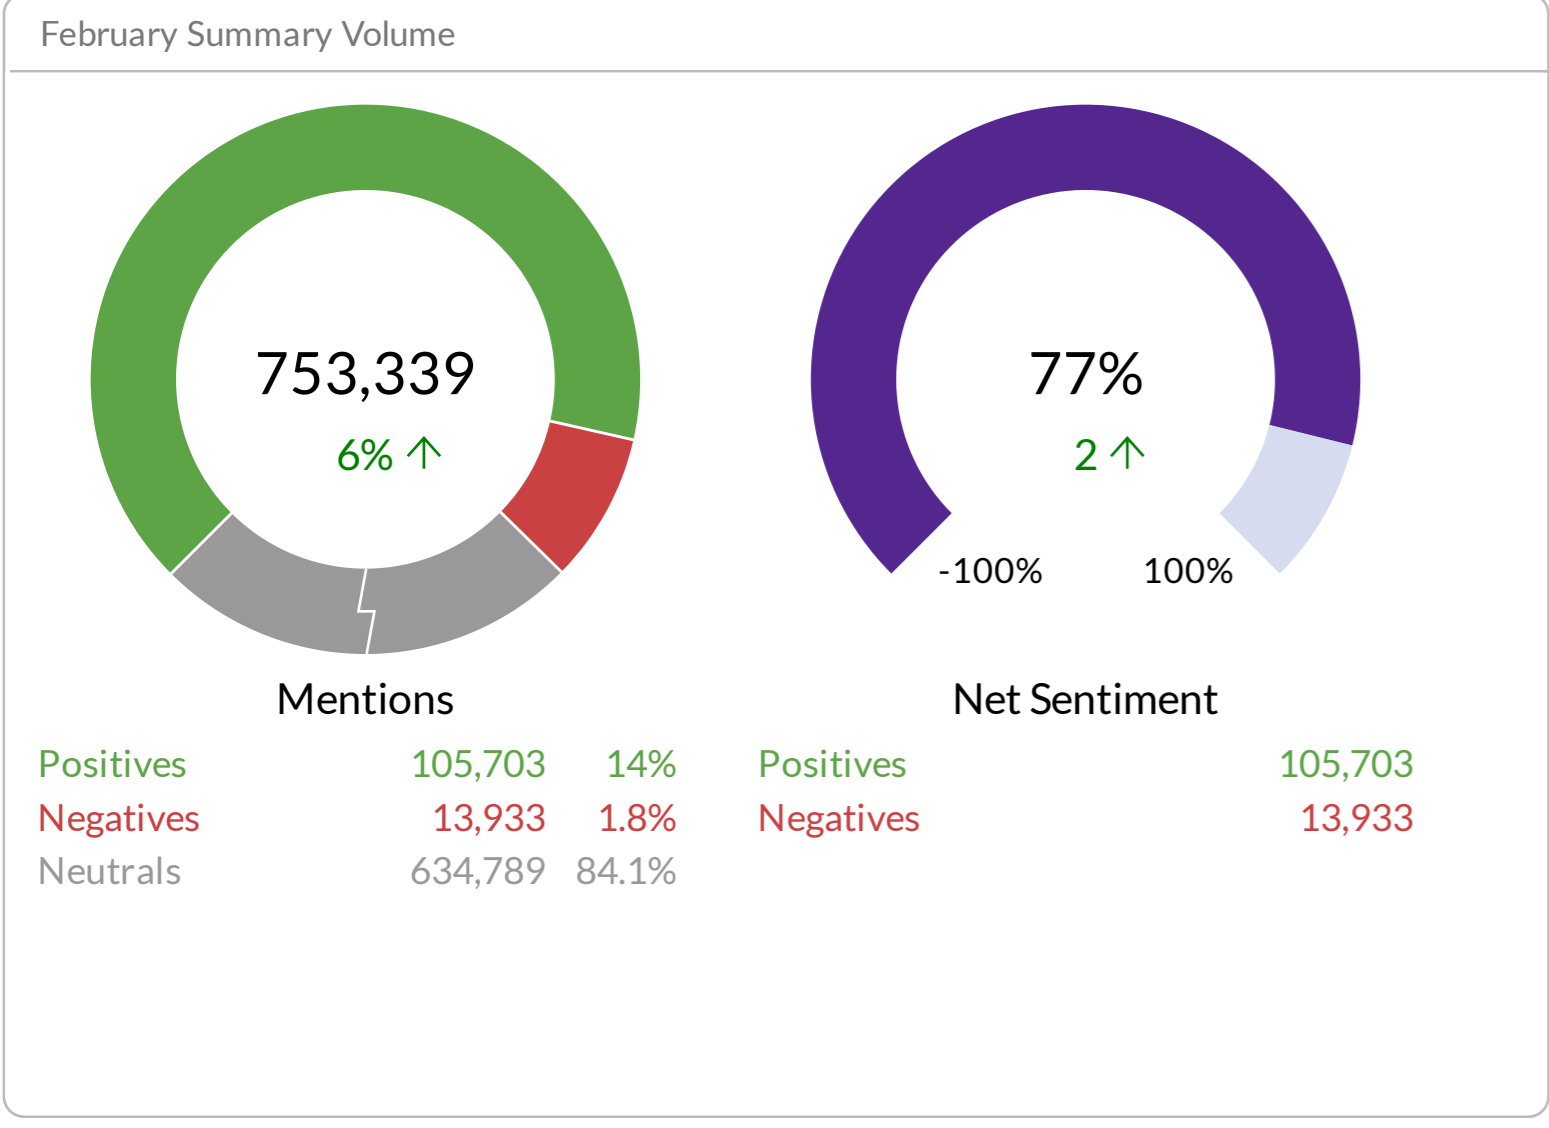 February Summary Volume
753,339
6% ↑
Mentions
Positives 105,703 14%
Negatives 13,933 1.8%
Neutrals 634,789 84.1%
77%
2 ↑
-100% 100%
Net Sentiment
Positives 105,703
Negatives 13,933